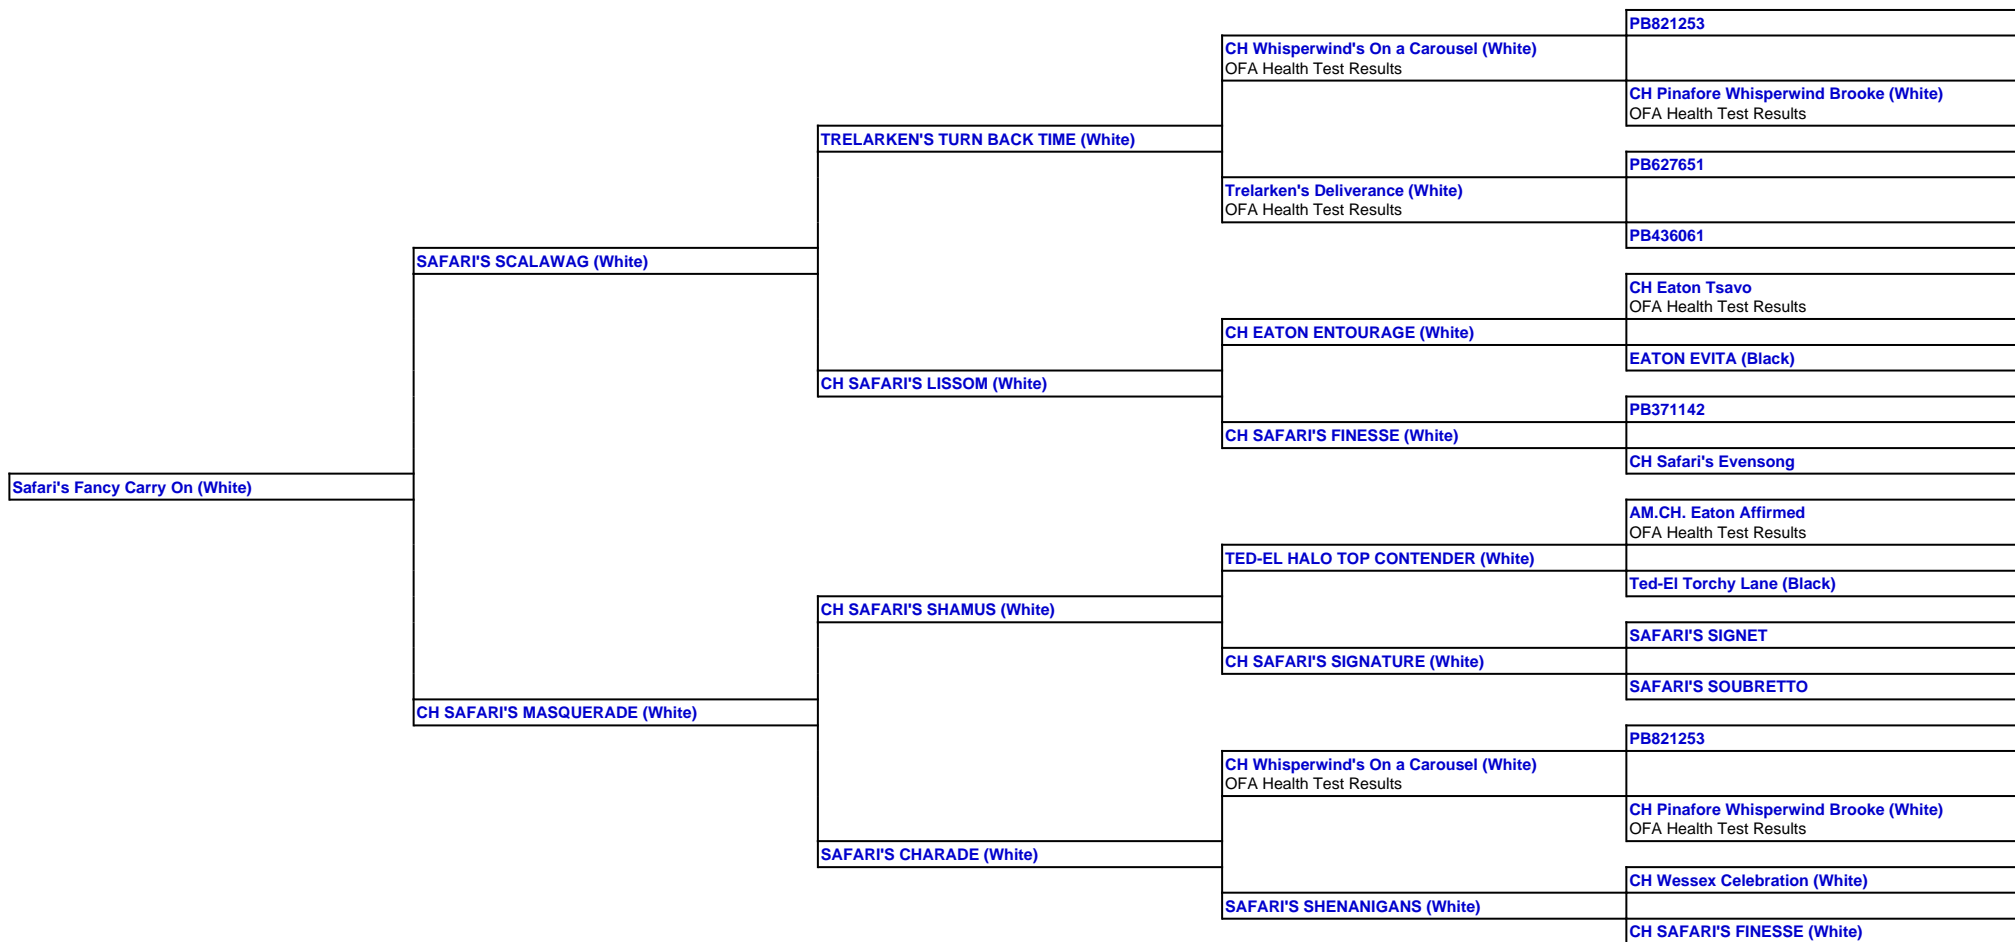 PB821253
CH Whisperwind's On a Carousel (White)
OFA Health Test Results
CH Pinafore Whisperwind Brooke (White)
OFA Health Test Results
TRELARKEN'S TURN BACK TIME (White)
PB627651
Trelarken's Deliverance (White)
OFA Health Test Results
PB436061
SAFARI'S SCALAWAG (White)
CH Eaton Tsavo
OFA Health Test Results
CH EATON ENTOURAGE (White)
EATON EVITA (Black)
CH SAFARI'S LISSOM (White)
PB371142
CH SAFARI'S FINESSE (White)
CH Safari's Evensong
Safari's Fancy Carry On (White)
AM.CH. Eaton Affirmed
OFA Health Test Results
TED-EL HALO TOP CONTENDER (White)
Ted-El Torchy Lane (Black)
CH SAFARI'S SHAMUS (White)
SAFARI'S SIGNET
CH SAFARI'S SIGNATURE (White)
SAFARI'S SOUBRETTO
CH SAFARI'S MASQUERADE (White)
PB821253
CH Whisperwind's On a Carousel (White)
OFA Health Test Results
CH Pinafore Whisperwind Brooke (White)
OFA Health Test Results
SAFARI'S CHARADE (White)
CH Wessex Celebration (White)
SAFARI'S SHENANIGANS (White)
CH SAFARI'S FINESSE (White)